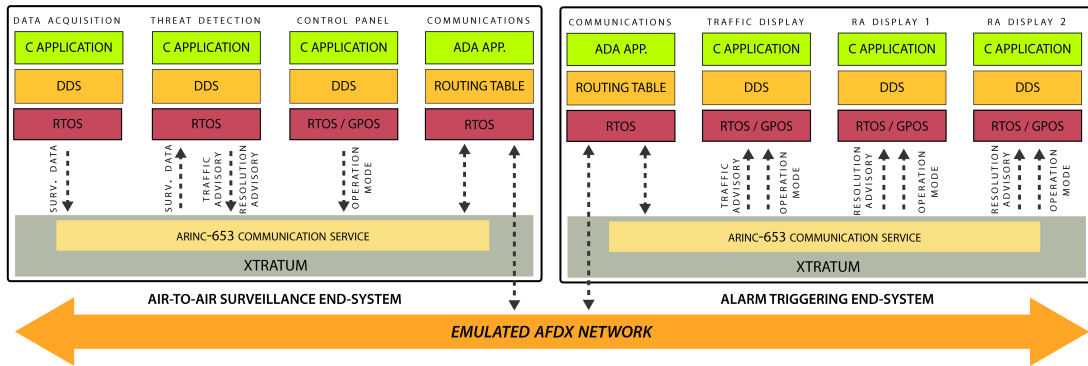 DATA ACQUISITION
THREAT DETECTION
CONTROL PANEL
COMMUNICATIONS
C APPLICATION
C APPLICATION
C APPLICATION
ADA APP.
DDS
DDS
DDS
ROUTING TABLE
RTOS
RTOS
RTOS / GPOS
RTOS
SURV. DATA
SURV. DATA
TRAFFIC
ADVISORY
RESOLUTION
ADVISORY
OPERATION
MODE
ARINC-653 COMMUNICATION SERVICE
XTRATUM
AIR-TO-AIR SURVEILLANCE END-SYSTEM
COMMUNICATIONS
TRAFFIC DISPLAY
RA DISPLAY 1
RA DISPLAY 2
ADA APP.
C APPLICATION
C APPLICATION
C APPLICATION
ROUTING TABLE
DDS
DDS
DDS
RTOS
RTOS / GPOS
RTOS / GPOS
RTOS / GPOS
TRAFFIC
ADVISORY
OPERATION
MODE
RESOLUTION
ADVISORY
OPERATION
MODE
RESOLUTION
ADVISORY
OPERATION
MODE
ARINC-653 COMMUNICATION SERVICE
XTRATUM
ALARM TRIGGERING END-SYSTEM
EMULATED AFDX NETWORK